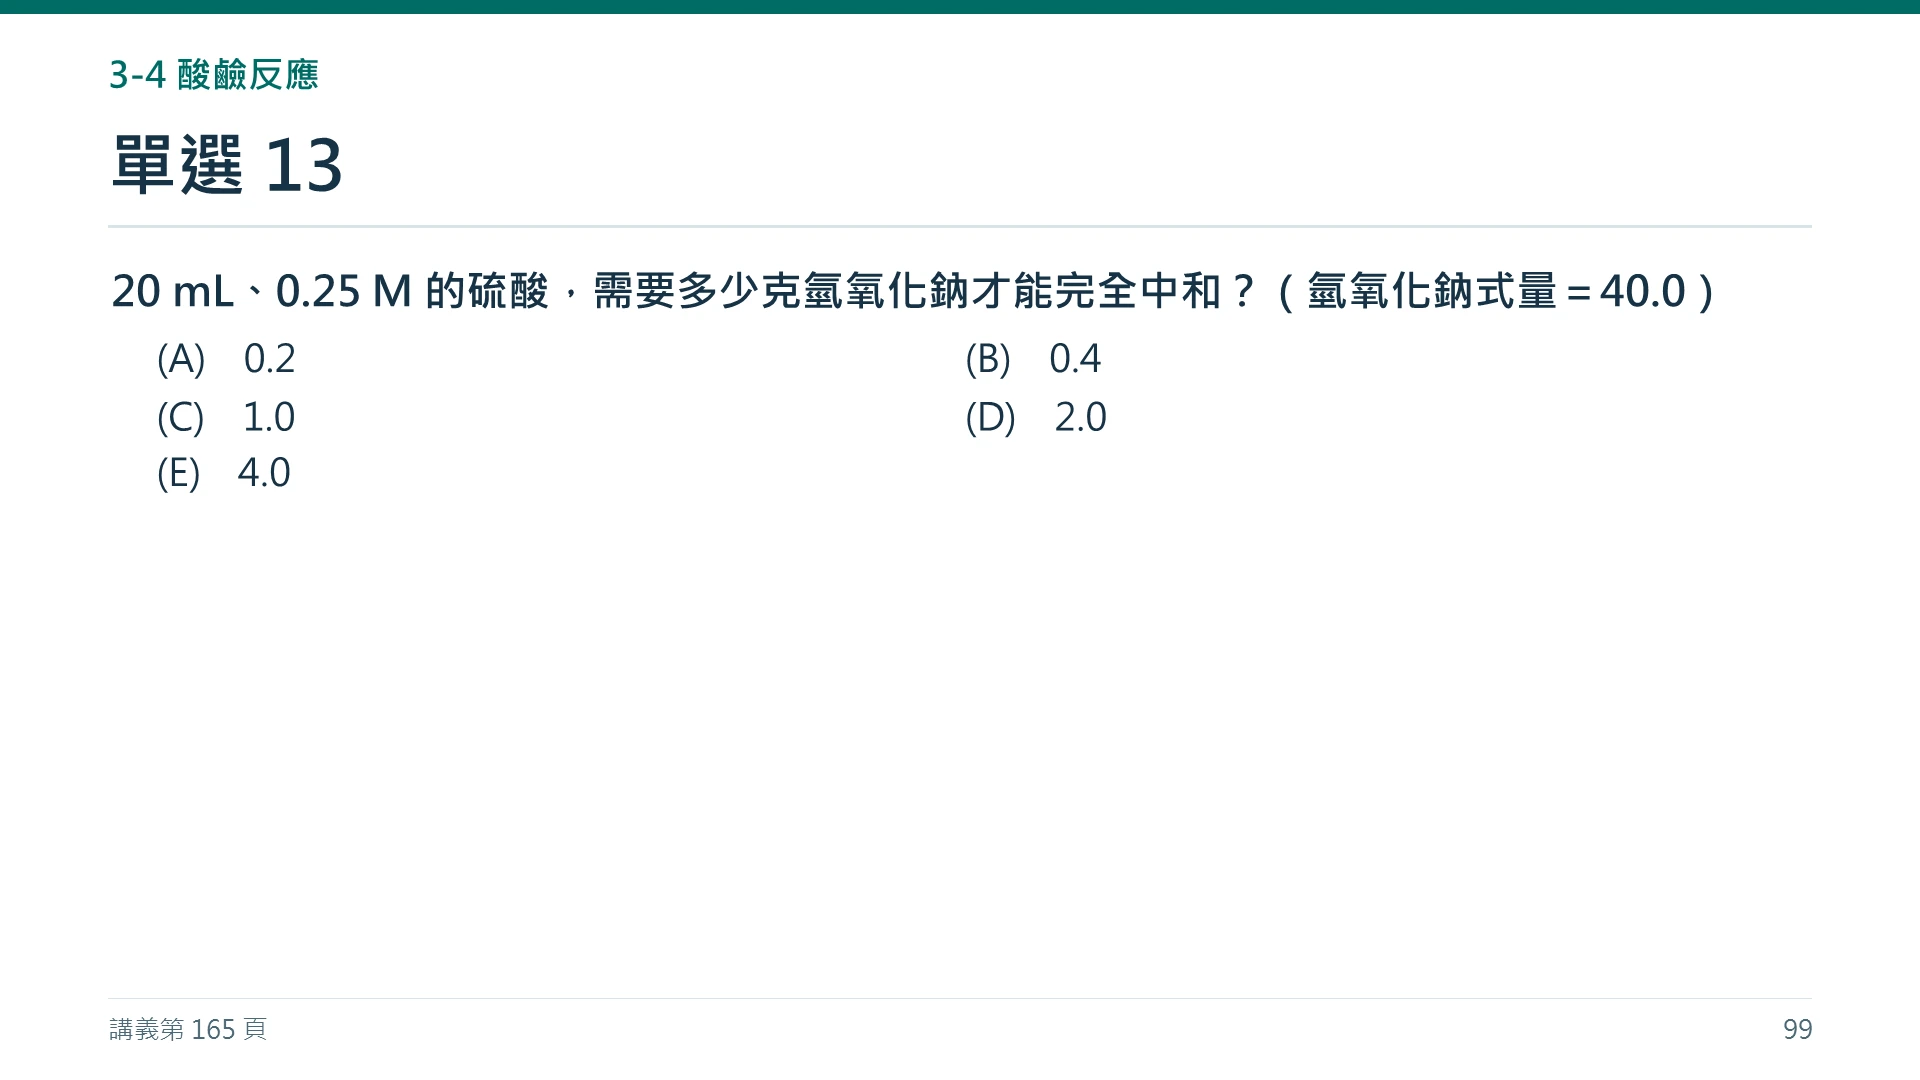 3-4 酸鹼反應
單選 13
20 mL、0.25 M 的硫酸，需要多少克氫氧化鈉才能完全中和？（氫氧化鈉式量＝40.0）
(A) 0.2
(B) 0.4
(C) 1.0
(D) 2.0
(E) 4.0
講義第 165 頁
99